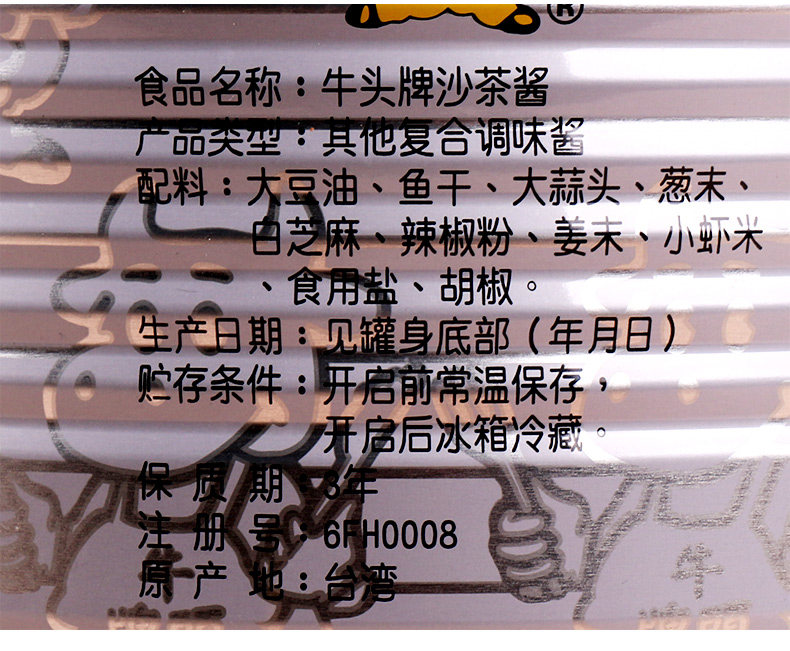 ®
食品名称：牛头牌沙茶酱
产品类型：其他复合调味酱
配料：大豆油、鱼干、大蒜头、葱末、
白芝麻、辣椒粉、姜末、小虾米
、食用盐、胡椒。
生产日期：见罐身底部（年月日）
贮存条件：开启前常温保存，
开启后冰箱冷藏。
保质期：3年
注册号：6FH0008
原产地：台湾
牛
牛